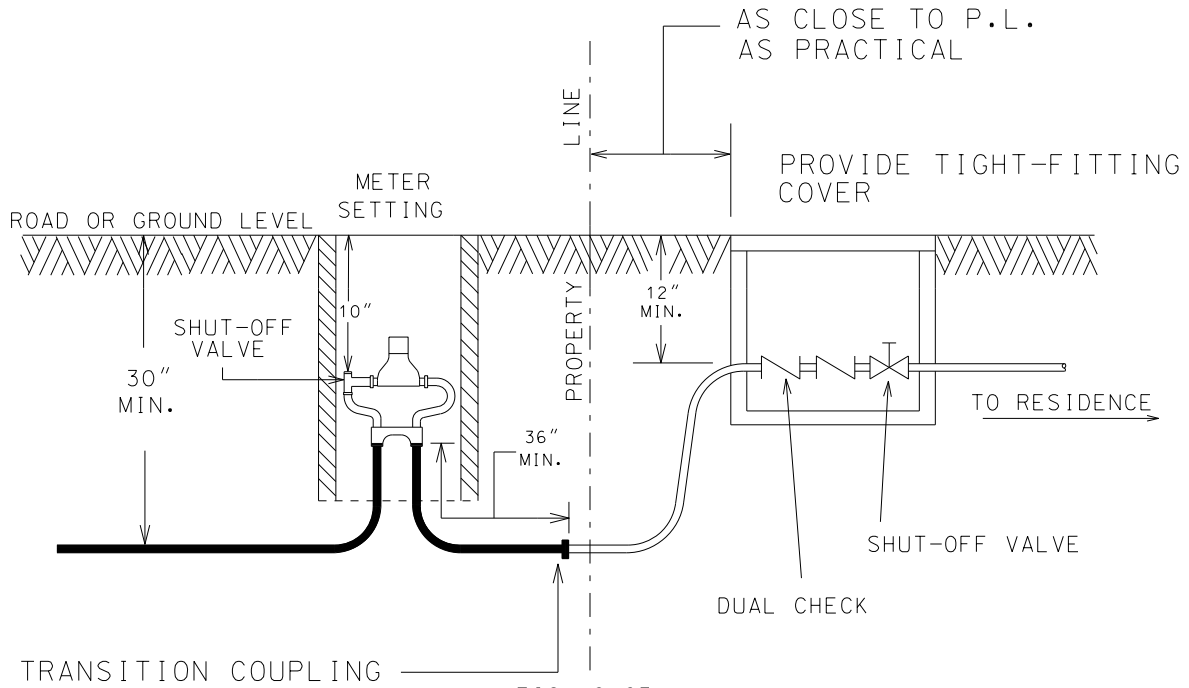 AS CLOSE TO P.L.
AS PRACTICAL
LINE
PROVIDE TIGHT-FITTING
COVER
METER
SETTING
ROAD OR GROUND LEVEL
10"
12"
MIN.
PROPERTY
SHUT-OFF
VALVE
30"
MIN.
TO RESIDENCE
36"
MIN.
SHUT-OFF VALVE
DUAL CHECK
TRANSITION COUPLING